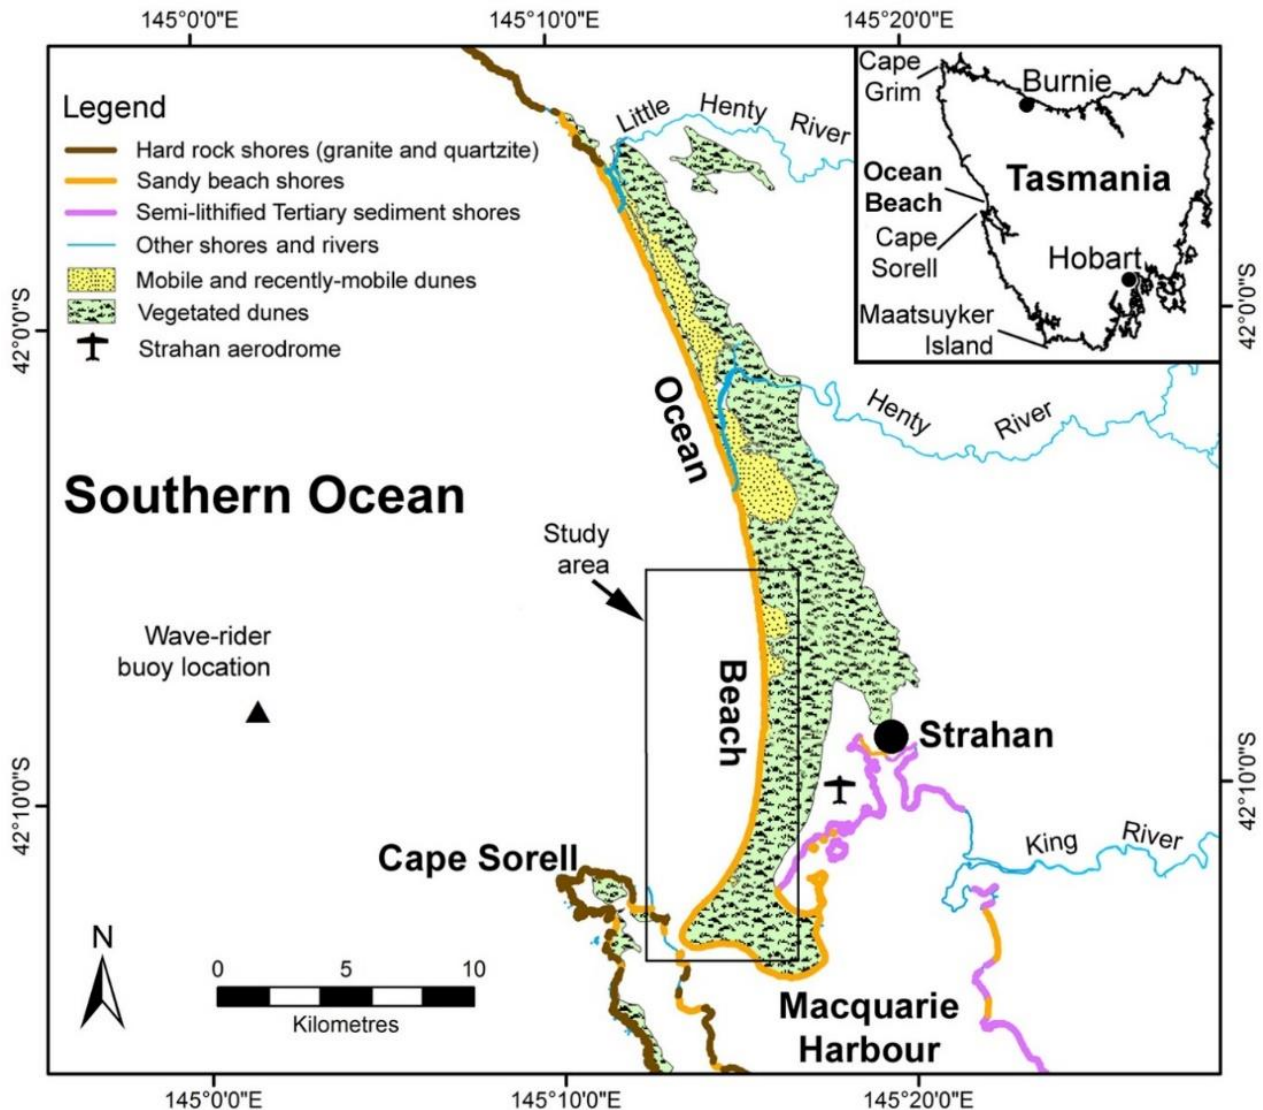 145°0'0"E
145°10'0"E
145°20'0"E
Legend
Hard rock shores (granite and quartzite)
Sandy beach shores
Semi-lithified Tertiary sediment shores
Other shores and rivers
Mobile and recently-mobile dunes
Vegetated dunes
Strahan aerodrome
Little Henty River
Cape
Grim
Burnie
Ocean
Beach
Tasmania
Cape
Sorell
Hobart
Maatsuyker
Island
42°0'0"S
42°0'0"S
Ocean
Henty River
Southern Ocean
Study
area
Wave-rider
buoy location
Beach
Strahan
42°10'0"S
42°10'0"S
King River
Cape Sorell
N
0 5 10
Kilometres
Macquarie
Harbour
145°0'0"E
145°10'0"E
145°20'0"E